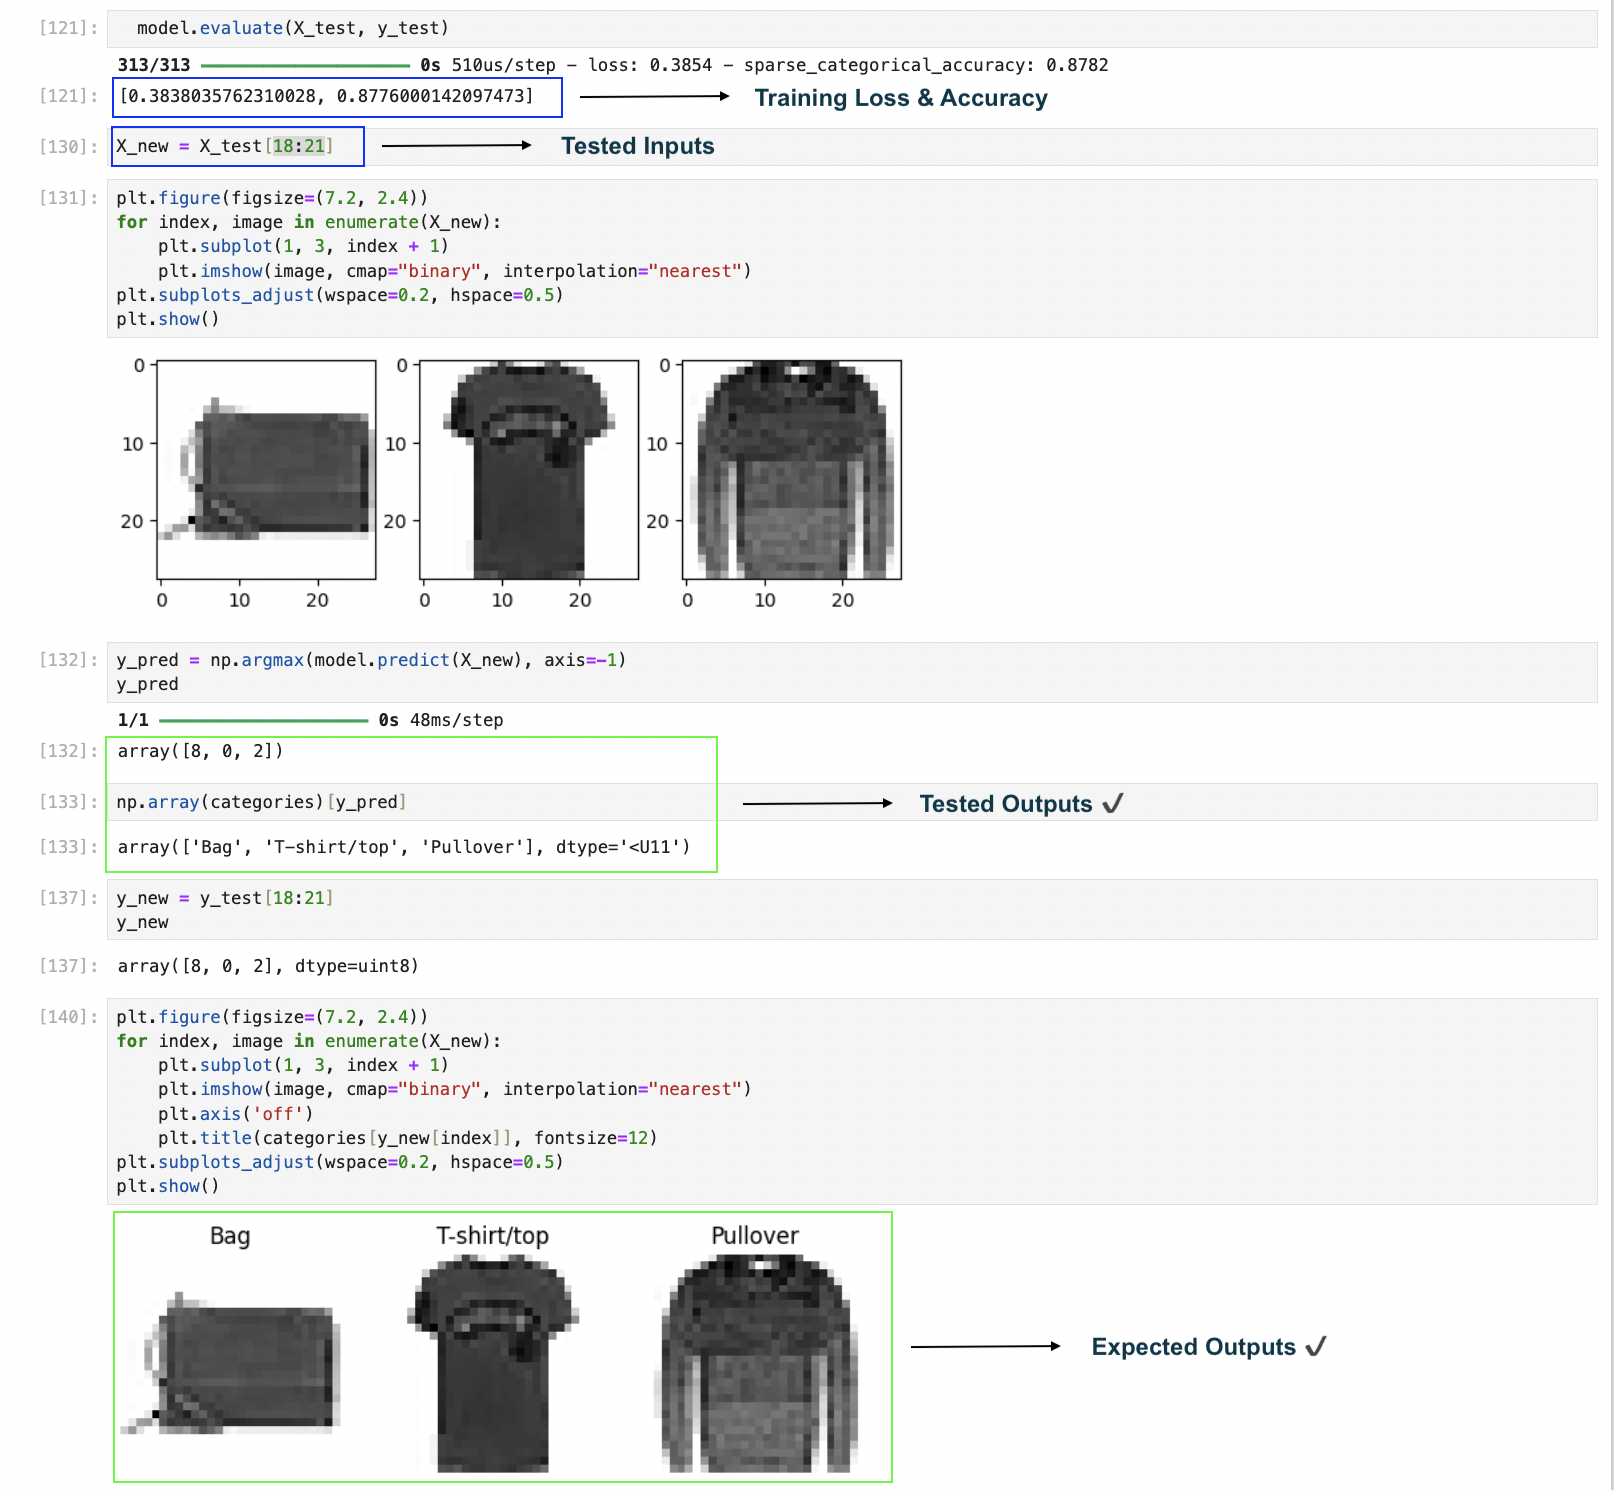 [121]: model.evaluate(X_test, y_test)
313/313 0s 510us/step - loss: 0.3854 - sparse_categorical_accuracy: 0.8782
[121]: [0.3838035762310028, 0.8776000142097473] Training Loss & Accuracy
[130]: X_new = X_test[18:21] Tested Inputs
[131]: plt.figure(figsize=(7.2, 2.4))
for index, image in enumerate(X_new):
    plt.subplot(1, 3, index + 1)
    plt.imshow(image, cmap="binary", interpolation="nearest")
plt.subplots_adjust(wspace=0.2, hspace=0.5)
plt.show()
0 0 0
10 10 10
20 20 20
0 10 20 0 10 20 0 10 20
[132]: y_pred = np.argmax(model.predict(X_new), axis=-1)
y_pred
1/1 0s 48ms/step
[132]: array([8, 0, 2])
[133]: np.array(categories)[y_pred] Tested Outputs ✓
[133]: array(['Bag', 'T-shirt/top', 'Pullover'], dtype='<U11')
[137]: y_new = y_test[18:21]
y_new
[137]: array([8, 0, 2], dtype=uint8)
[140]: plt.figure(figsize=(7.2, 2.4))
for index, image in enumerate(X_new):
    plt.subplot(1, 3, index + 1)
    plt.imshow(image, cmap="binary", interpolation="nearest")
    plt.axis('off')
    plt.title(categories[y_new[index]], fontsize=12)
plt.subplots_adjust(wspace=0.2, hspace=0.5)
plt.show()
Bag T-shirt/top Pullover
Expected Outputs ✓